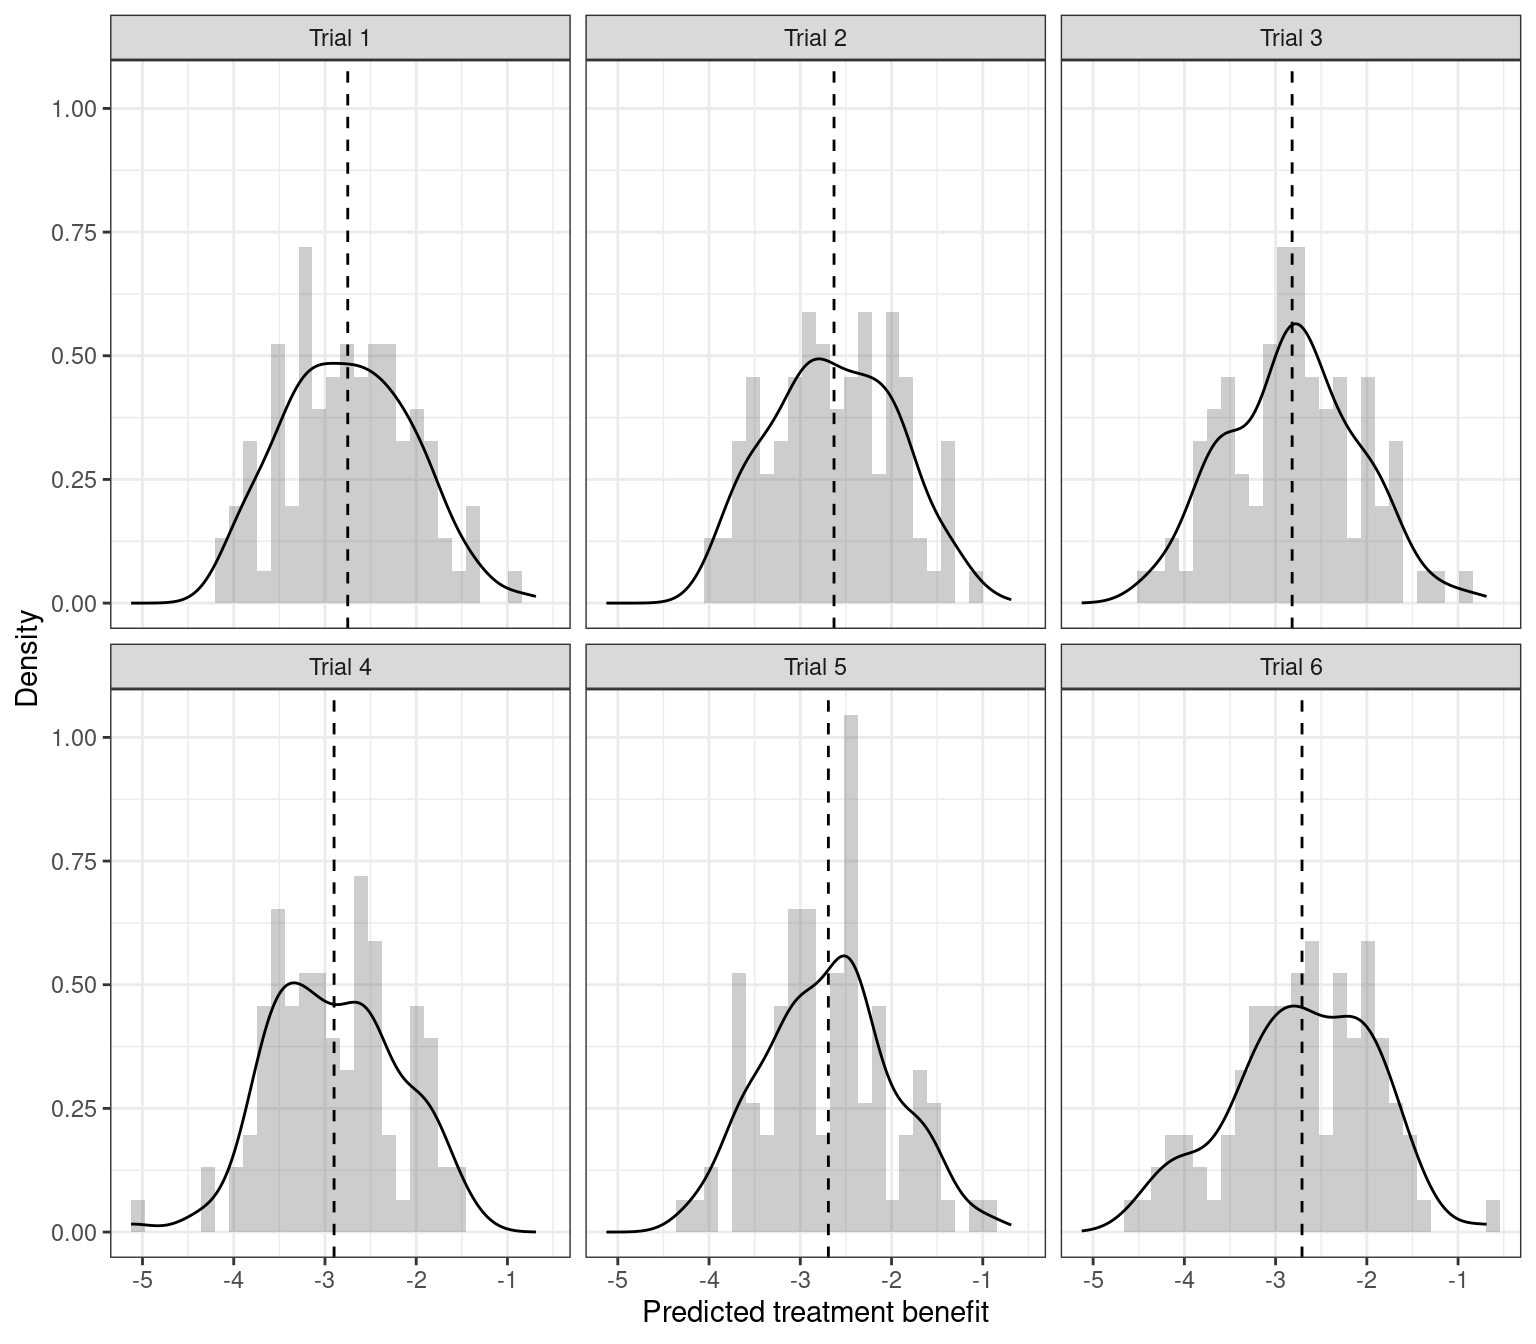 Trial 1
Trial 2
Trial 3
1.00
0.75
0.50
0.25
0.00
Density
Trial 4
Trial 5
Trial 6
1.00
0.75
0.50
0.25
0.00
-5 -4 -3 -2 -1
-5 -4 -3 -2 -1
-5 -4 -3 -2 -1
Predicted treatment benefit